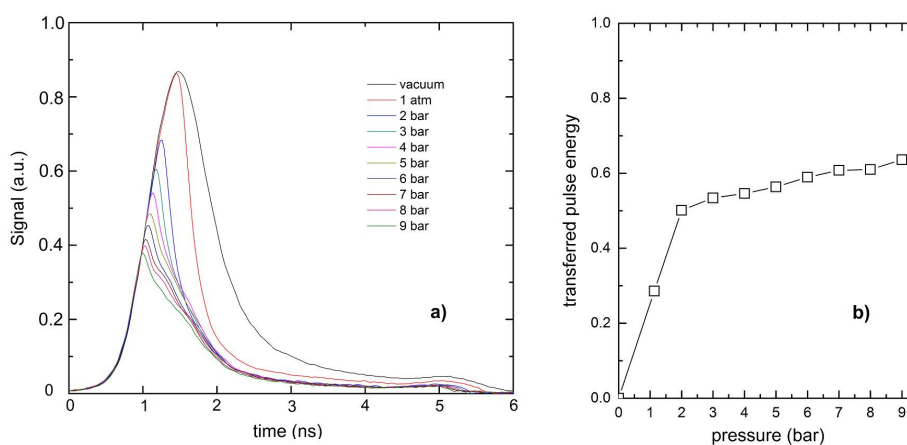 1.0
0.8
0.6
0.4
0.2
0
Signal (a.u.)
0 1 2 3 4 5 6
time (ns)
vacuum
1 atm
2 bar
3 bar
4 bar
5 bar
6 bar
7 bar
8 bar
9 bar
a)
1.0
0.8
0.6
0.4
0.2
0.0
transferred pulse energy
0 1 2 3 4 5 6 7 8 9
pressure (bar)
b)